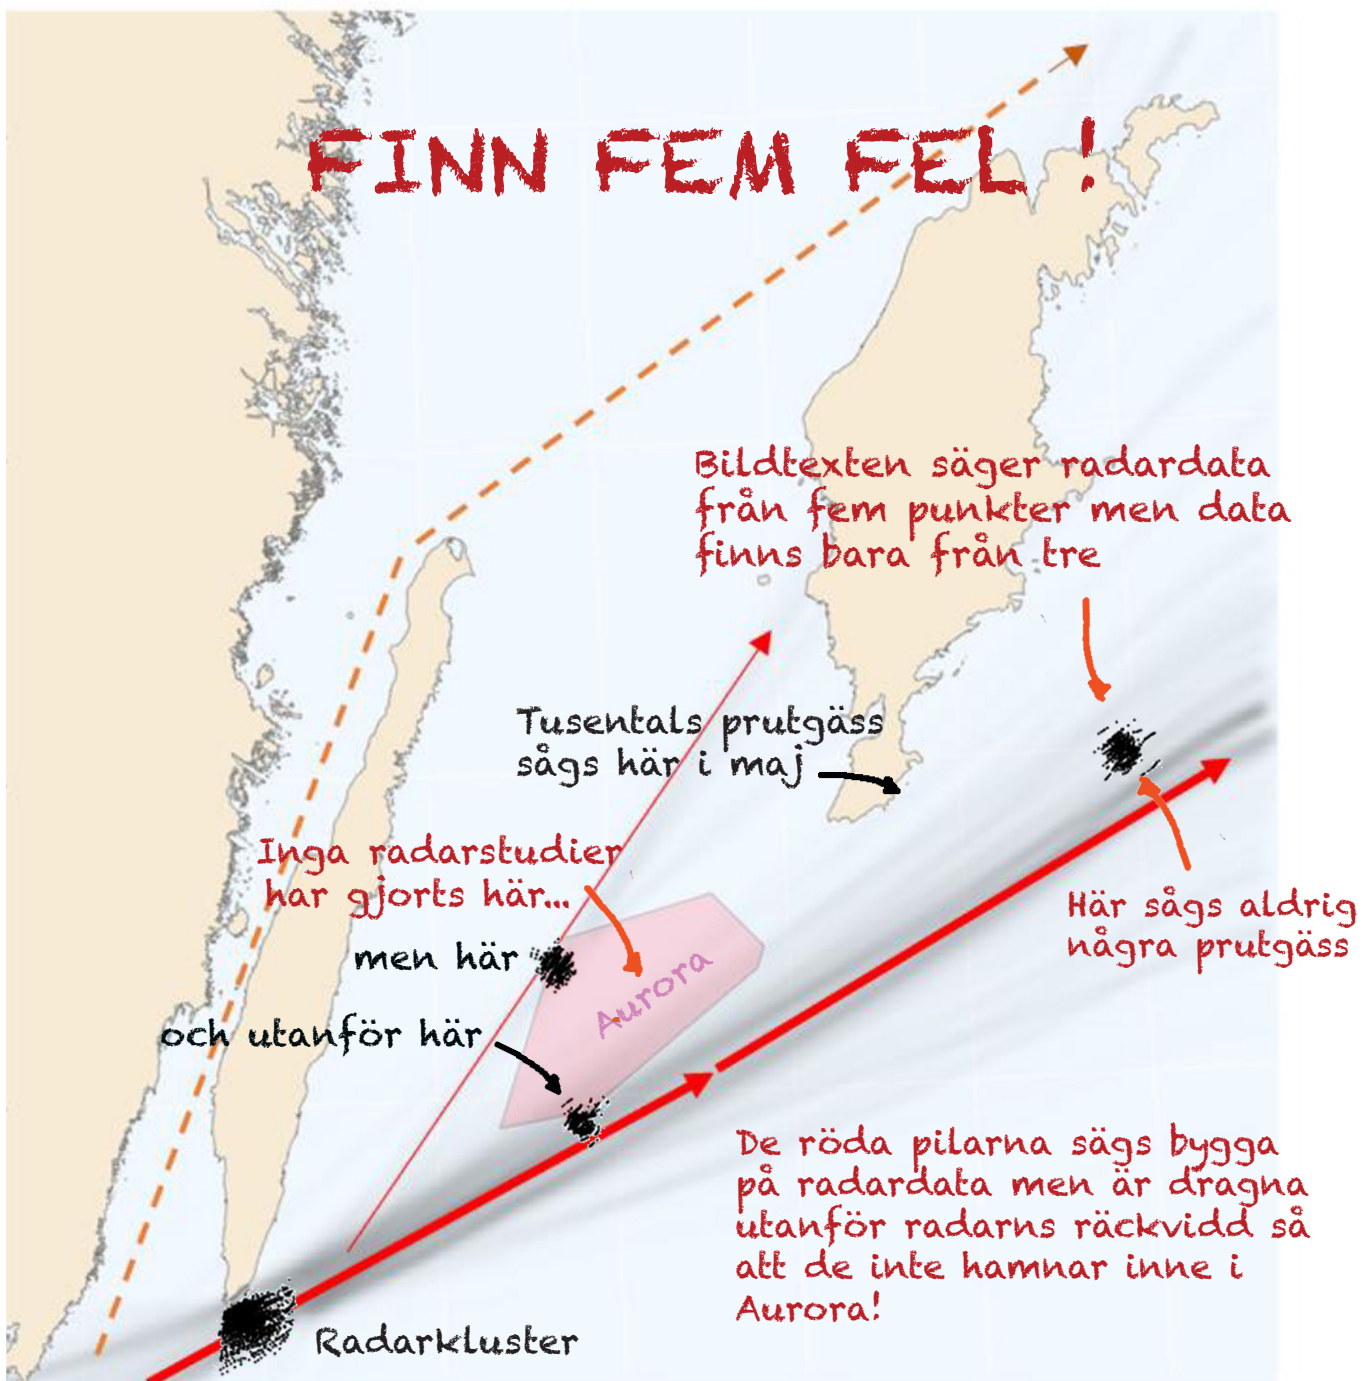 FINN FEM FEL !
Bildtexten säger radardata
från fem punkter men data
finns bara från tre
Tusentals prutgäss
sågs här i maj
Inga radarstudier
har gjorts här...
men här
och utanför här
Aurora
Här sågs aldrig
några prutgäss
De röda pilarna sägs bygga
på radardata men är dragna
utanför radarns räckvidd så
att de inte hamnar inne i
Aurora!
Radarkluster